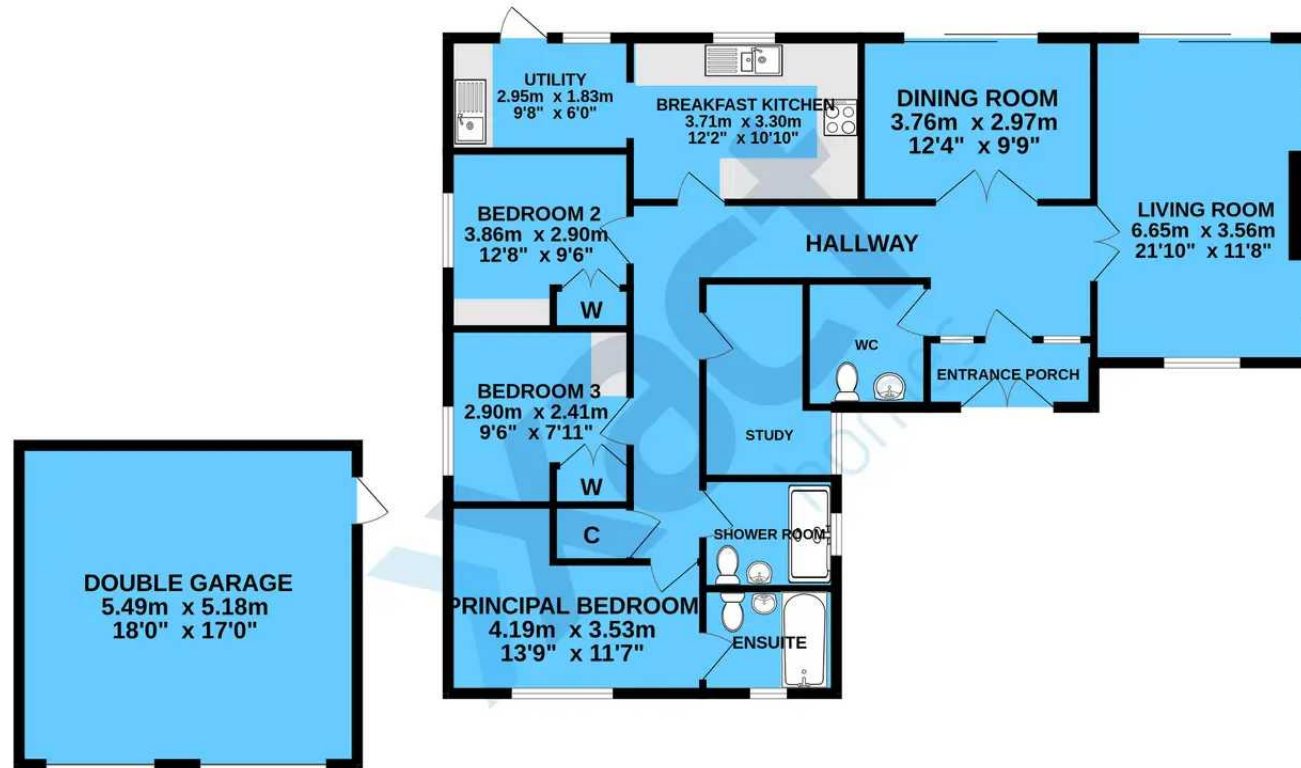 UTILITY
2.95m x 1.83m
9'8" x 6'0"
BREAKFAST KITCHEN
3.71m x 3.30m
12'2" x 10'10"
DINING ROOM
3.76m x 2.97m
12'4" x 9'9"
LIVING ROOM
6.65m x 3.56m
21'10" x 11'8"
BEDROOM 2
3.86m x 2.90m
12'8" x 9'6"
W
HALLWAY
WC
ENTRANCE PORCH
BEDROOM 3
2.90m x 2.41m
9'6" x 7'11"
W
STUDY
C
SHOWER ROOM
PRINCIPAL BEDROOM
4.19m x 3.53m
13'9" x 11'7"
ENSUITE
DOUBLE GARAGE
5.49m x 5.18m
18'0" x 17'0"
Xact
homes